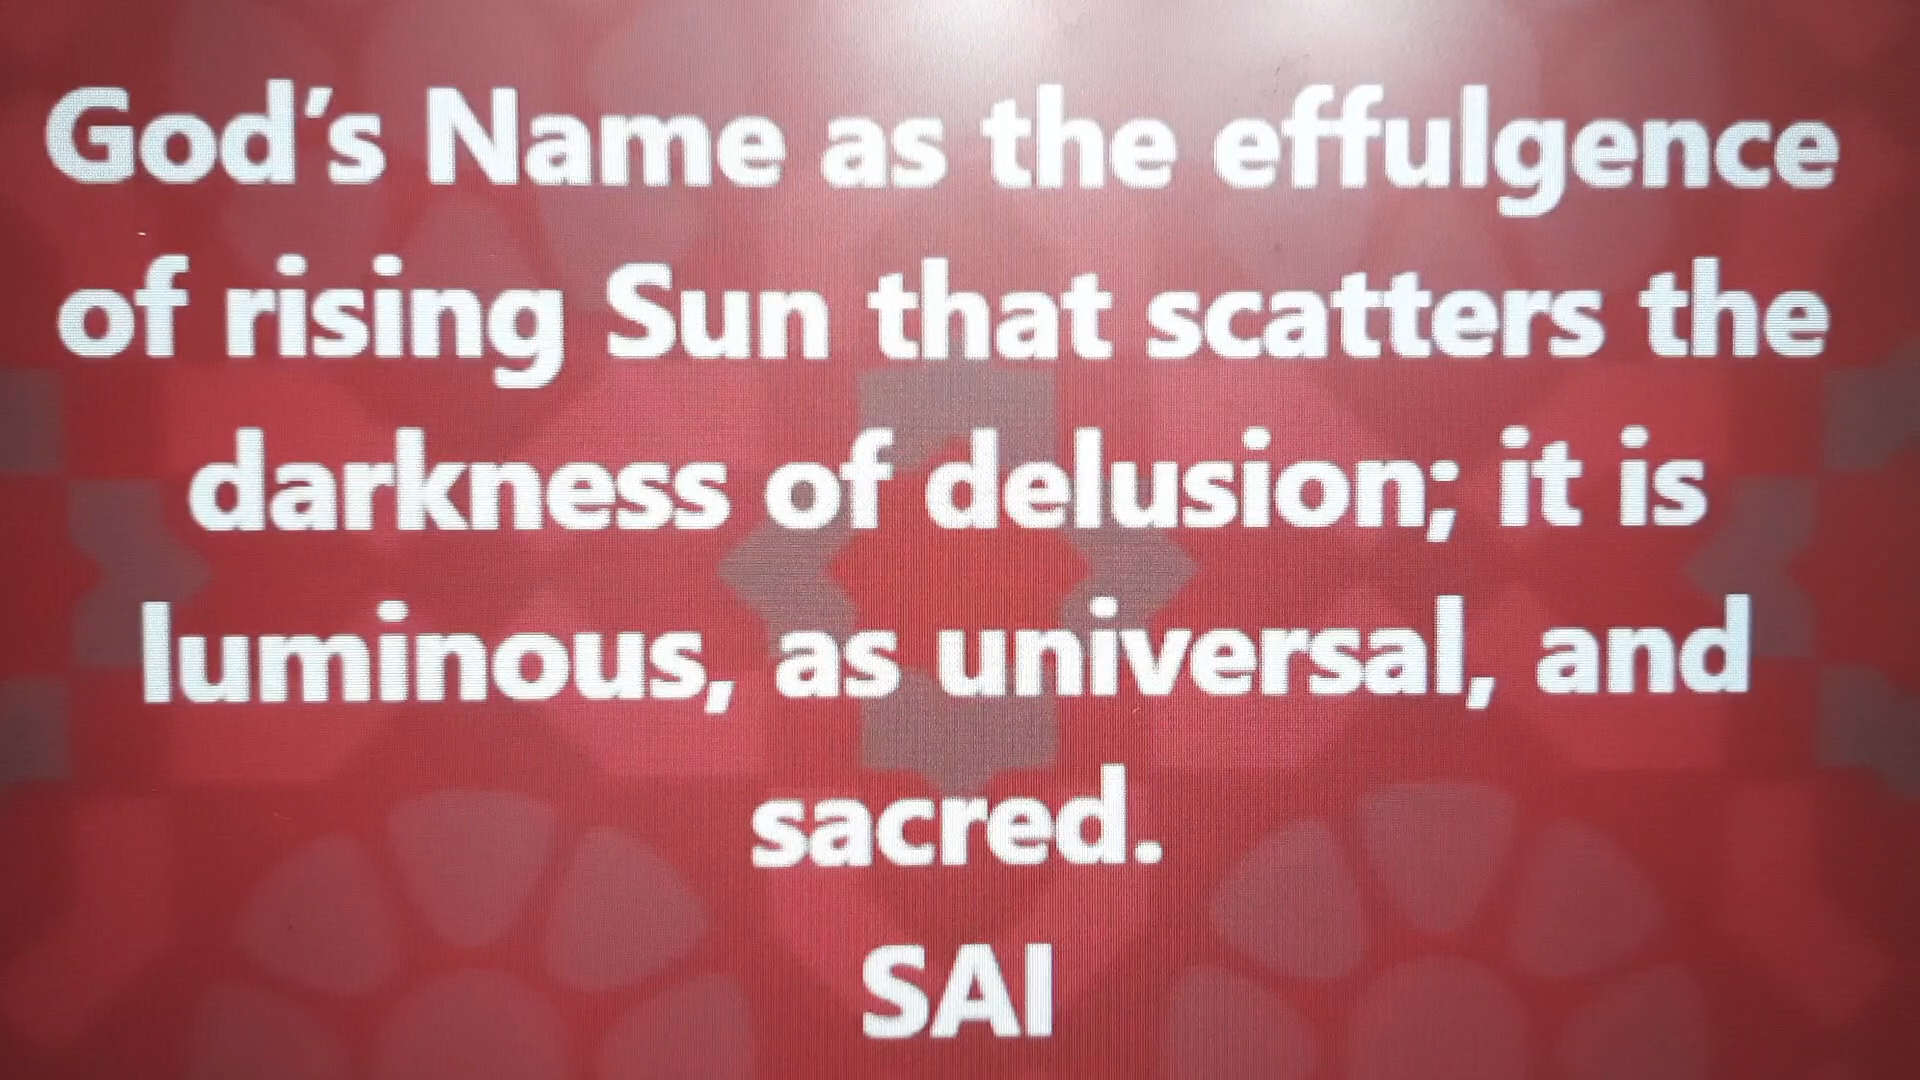 God's Name as the effulgence
of rising Sun that scatters the
darkness of delusion; it is
luminous, as universal, and
sacred.
SAI